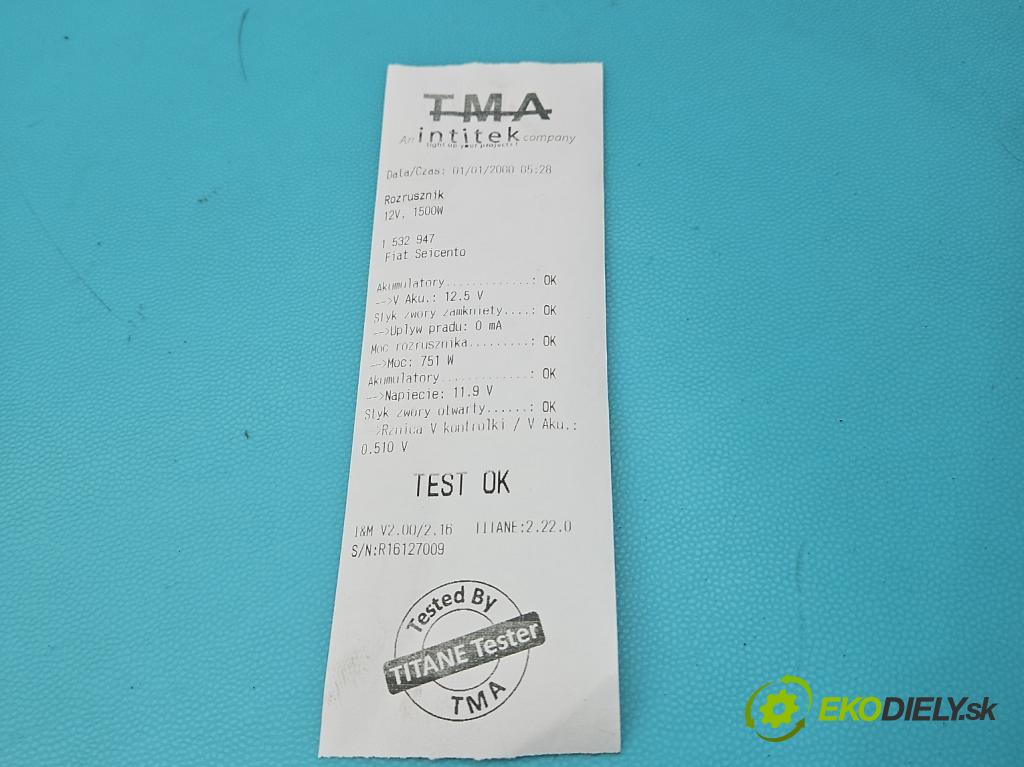 TMA
An intitek company
light up your projects!
Data/Czas: 01/01/2000 05:28
Rozrusznik
12V, 1500W
1 532 947
Fiat Seicento
Akumulatory.............: OK
-->V Aku.: 12.5 V
Styk zwory zamkniety....: OK
-->Uplyw pradu: 0 mA
Moc rozrusznika.........: OK
-->Moc: 751 W
Akumulatory.............: OK
-->Napiecie: 11.9 V
Styk zwory otwarty......: OK
-->Rznica V kontrolki / V Aku.:
0.510 V
TEST OK
I&M V2.00/2.16 TITANE:2.22.0
S/N:R16127009
Tested By
TITANE Tester
TMA
EKODIELY.sk